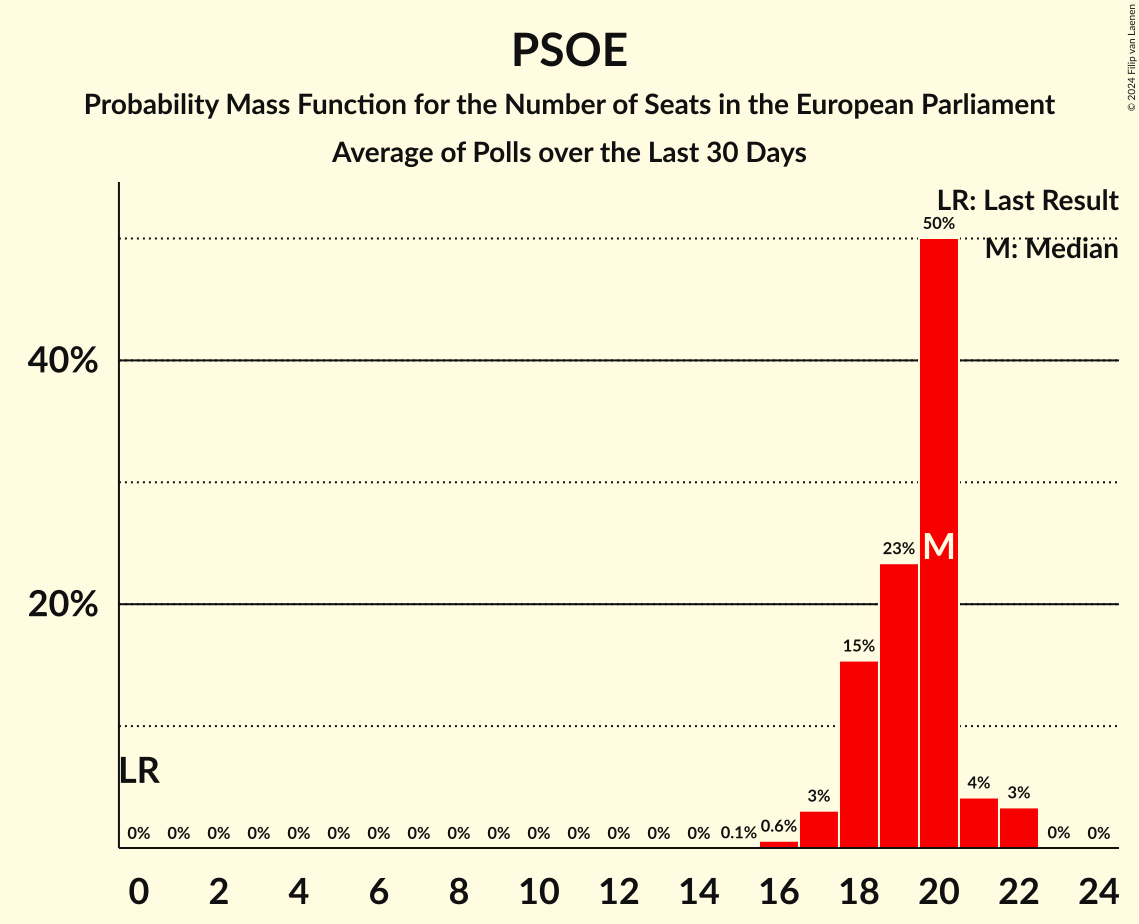 PSOE
Probability Mass Function for the Number of Seats in the European Parliament
Average of Polls over the Last 30 Days
© 2024 Filip van Laenen
LR: Last Result
M: Median
50%
40%
M
23%
20%
15%
LR
4%
3%
3%
0% 0% 0% 0% 0% 0% 0% 0% 0% 0% 0% 0% 0% 0% 0% 0.1% 0.6% 0% 0%
0 2 4 6 8 10 12 14 16 18 20 22 24